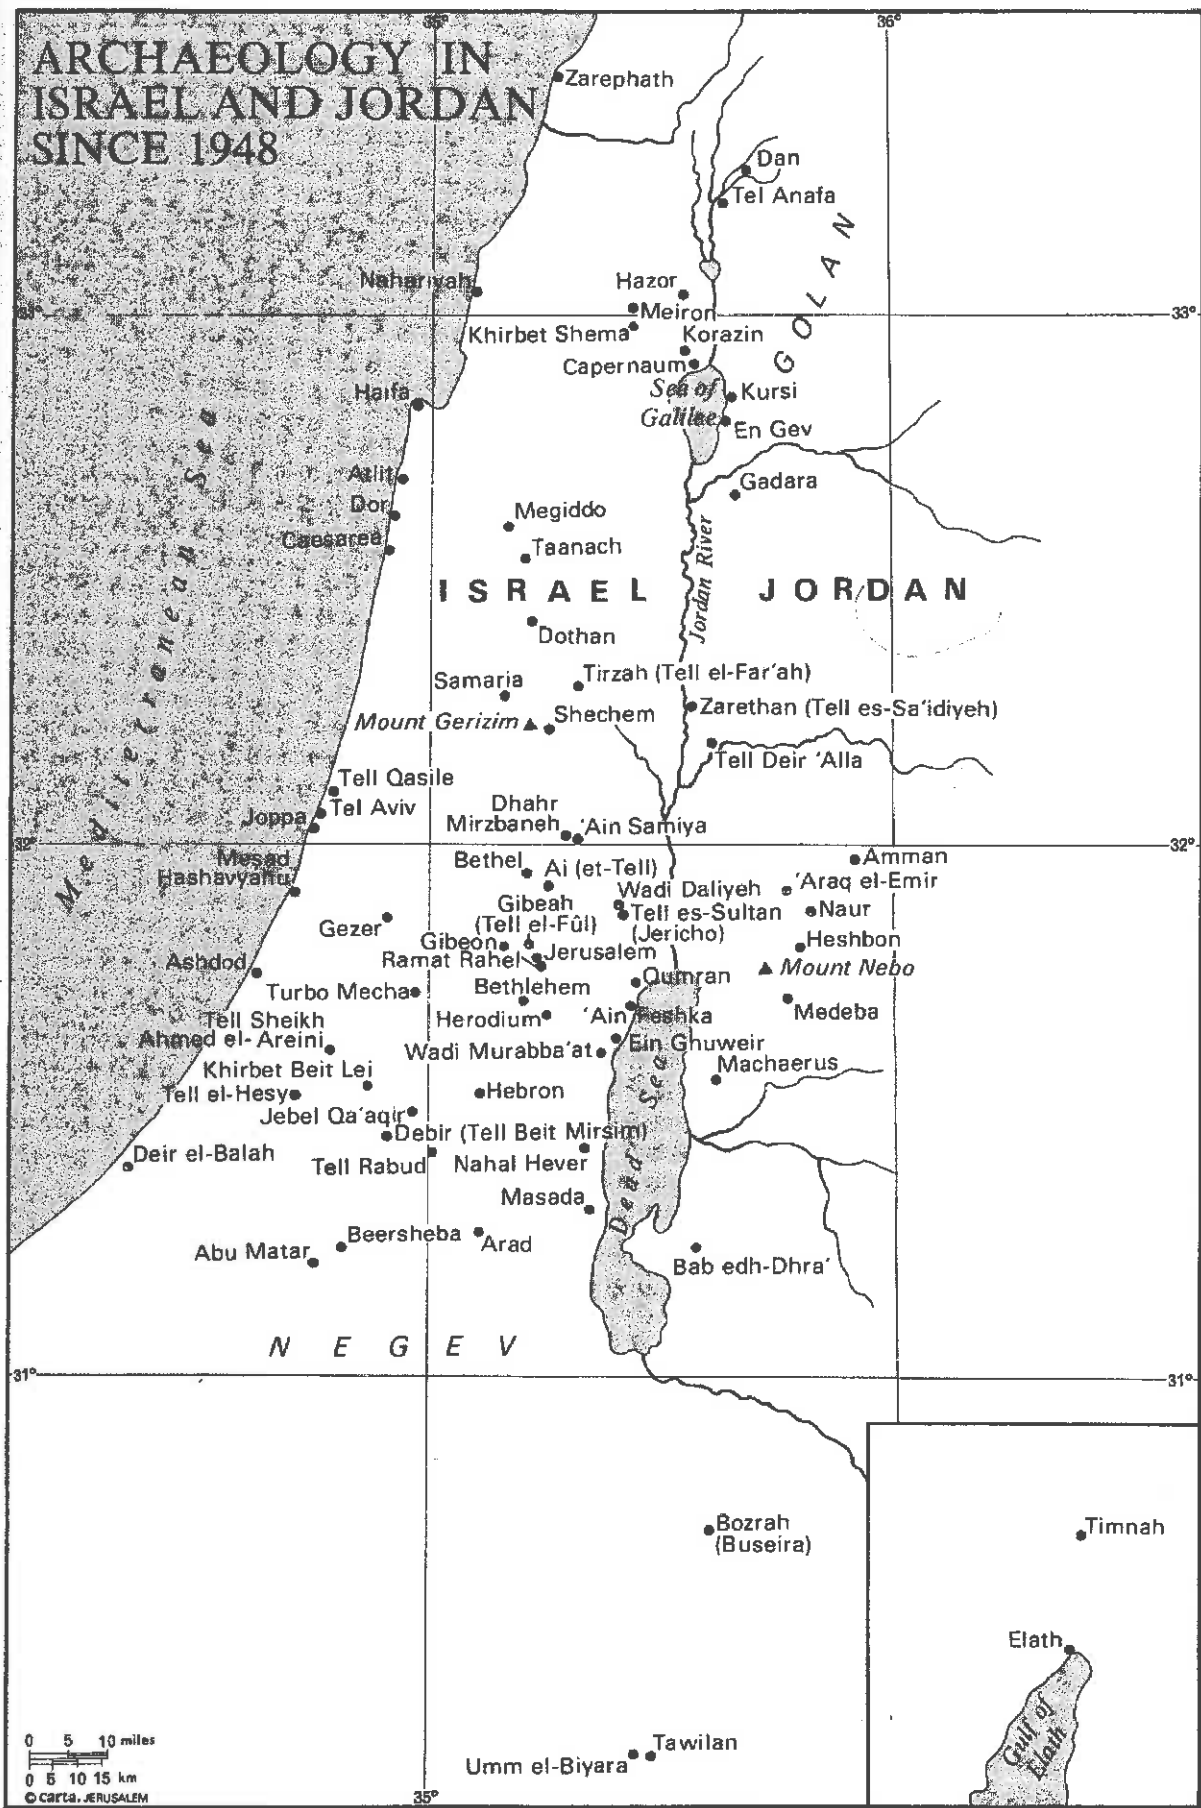 35°
36°
ARCHAEOLOGY IN
ISRAEL AND JORDAN
SINCE 1948
Zarephath
Dan
Tel Anafa
GOLAN
Nahariyah
Hazor
Meiron
33°
33°
Khirbet Shema
Korazin
Capernaum
Sea of
Galilee
Haifa
Kursi
En Gev
Mediterranean Sea
Atlit
Gadara
Dor
Megiddo
Caesarea
Taanach
Jordan River
ISRAEL
JORDAN
Dothan
Tirzah (Tell el-Far'ah)
Samaria
Zarethan (Tell es-Sa'idiyeh)
Mount Gerizim
Shechem
Tell Deir 'Alla
Tell Qasile
Tel Aviv
Joppa
Dhahr
Mirzbaneh
'Ain Samiya
32°
32°
Mesad
Hashavyahu
Bethel
Ai (et-Tell)
Amman
'Araq el-Emir
Wadi Daliyeh
Gibeah
(Tell el-Fûl)
Tell es-Sultan
(Jericho)
Naur
Gezer
Gibeon
Jerusalem
Heshbon
Ramat Rahel
Ashdod
Mount Nebo
Qumran
Turbo Mecha
Bethlehem
Medeba
Herodium
'Ain Feshka
Tell Sheikh
Ahmed el-Areini
Ein Ghuweir
Wadi Murabba'at
Machaerus
Khirbet Beit Lei
Tell el-Hesy
Hebron
Dead Sea
Jebel Qa'aqir
Debir (Tell Beit Mirsim)
Deir el-Balah
Tell Rabud
Nahal Hever
Masada
Beersheba
Arad
Abu Matar
Bab edh-Dhra'
NEGEV
31°
31°
Bozrah
(Buseira)
Timnah
Elath
Gulf of
Elath
Tawilan
Umm el-Biyara
0 5 10 miles
0 5 10 15 km
© Carta, JERUSALEM
35°